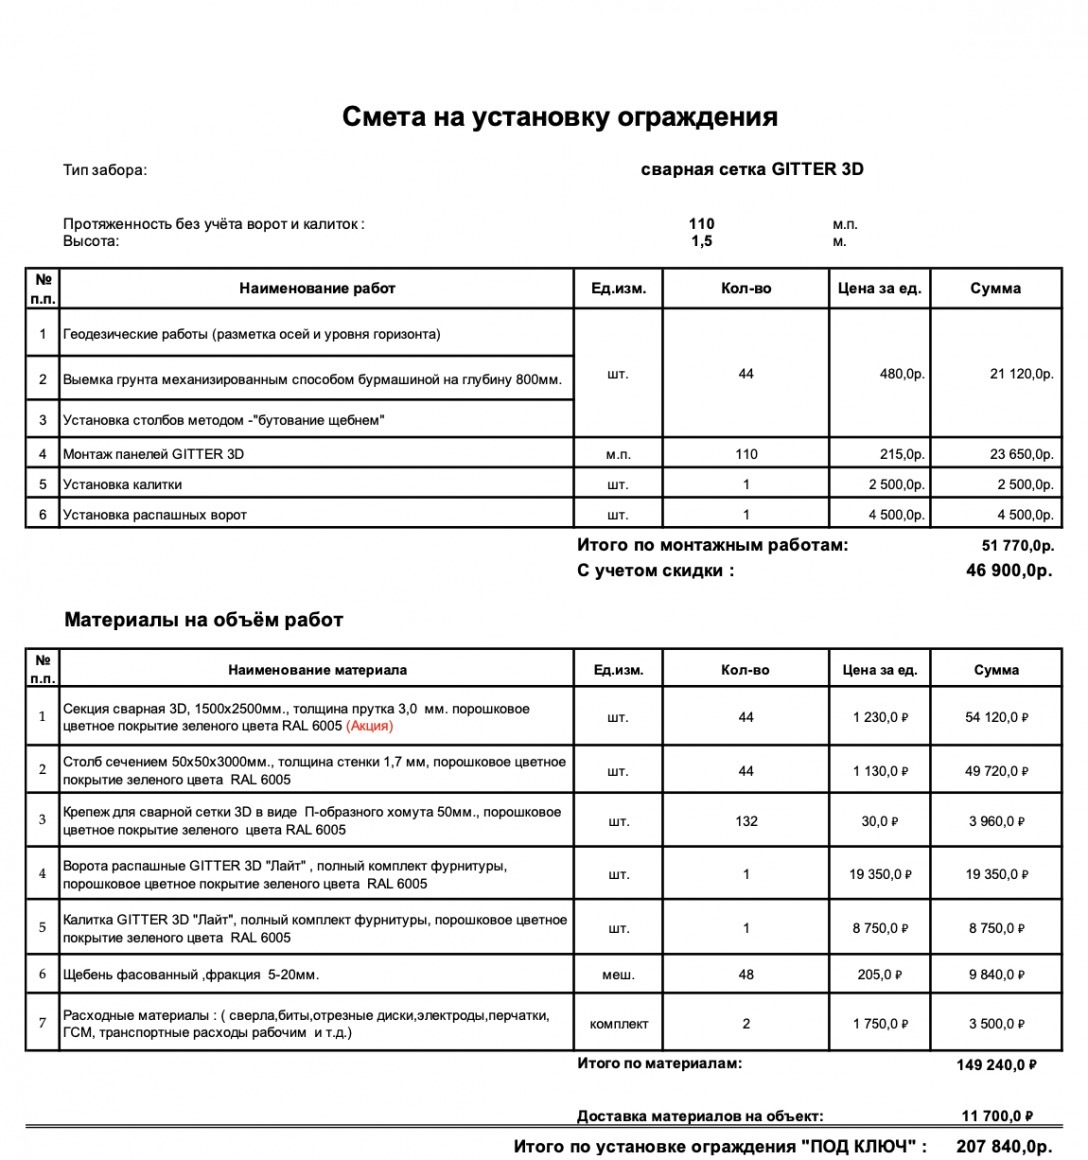 Смета на установку ограждения
Тип забора: сварная сетка GITTER 3D
Протяженность без учёта ворот и калиток : 110 м.п.
Высота: 1,5 м.
№ п.п. Наименование работ Ед.изм. Кол-во Цена за ед. Сумма
1 Геодезические работы (разметка осей и уровня горизонта)
2 Выемка грунта механизированным способом бурмашиной на глубину 800мм. шт. 44 480,0р. 21 120,0р.
3 Установка столбов методом -"бутование щебнем"
4 Монтаж панелей GITTER 3D м.п. 110 215,0р. 23 650,0р.
5 Установка калитки шт. 1 2 500,0р. 2 500,0р.
6 Установка распашных ворот шт. 1 4 500,0р. 4 500,0р.
Итого по монтажным работам: 51 770,0р.
С учетом скидки : 46 900,0р.
Материалы на объём работ
№ п.п. Наименование материала Ед.изм. Кол-во Цена за ед. Сумма
1 Секция сварная 3D, 1500х2500мм., толщина прутка 3,0 мм. порошковое
цветное покрытие зеленого цвета RAL 6005 (Акция) шт. 44 1 230,0 ₽ 54 120,0 ₽
2 Столб сечением 50х50х3000мм., толщина стенки 1,7 мм, порошковое цветное
покрытие зеленого цвета RAL 6005 шт. 44 1 130,0 ₽ 49 720,0 ₽
3 Крепеж для сварной сетки 3D в виде П-образного хомута 50мм., порошковое
цветное покрытие зеленого цвета RAL 6005 шт. 132 30,0 ₽ 3 960,0 ₽
4 Ворота распашные GITTER 3D "Лайт" , полный комплект фурнитуры,
порошковое цветное покрытие зеленого цвета RAL 6005 шт. 1 19 350,0 ₽ 19 350,0 ₽
5 Калитка GITTER 3D "Лайт", полный комплект фурнитуры, порошковое цветное
покрытие зеленого цвета RAL 6005 шт. 1 8 750,0 ₽ 8 750,0 ₽
6 Щебень фасованный ,фракция 5-20мм. меш. 48 205,0 ₽ 9 840,0 ₽
7 Расходные материалы : ( сверла,биты,отрезные диски,электроды,перчатки,
ГСМ, транспортные расходы рабочим и т.д.) комплект 2 1 750,0 ₽ 3 500,0 ₽
Итого по материалам: 149 240,0 ₽
Доставка материалов на объект: 11 700,0 ₽
Итого по установке ограждения "ПОД КЛЮЧ" : 207 840,0р.